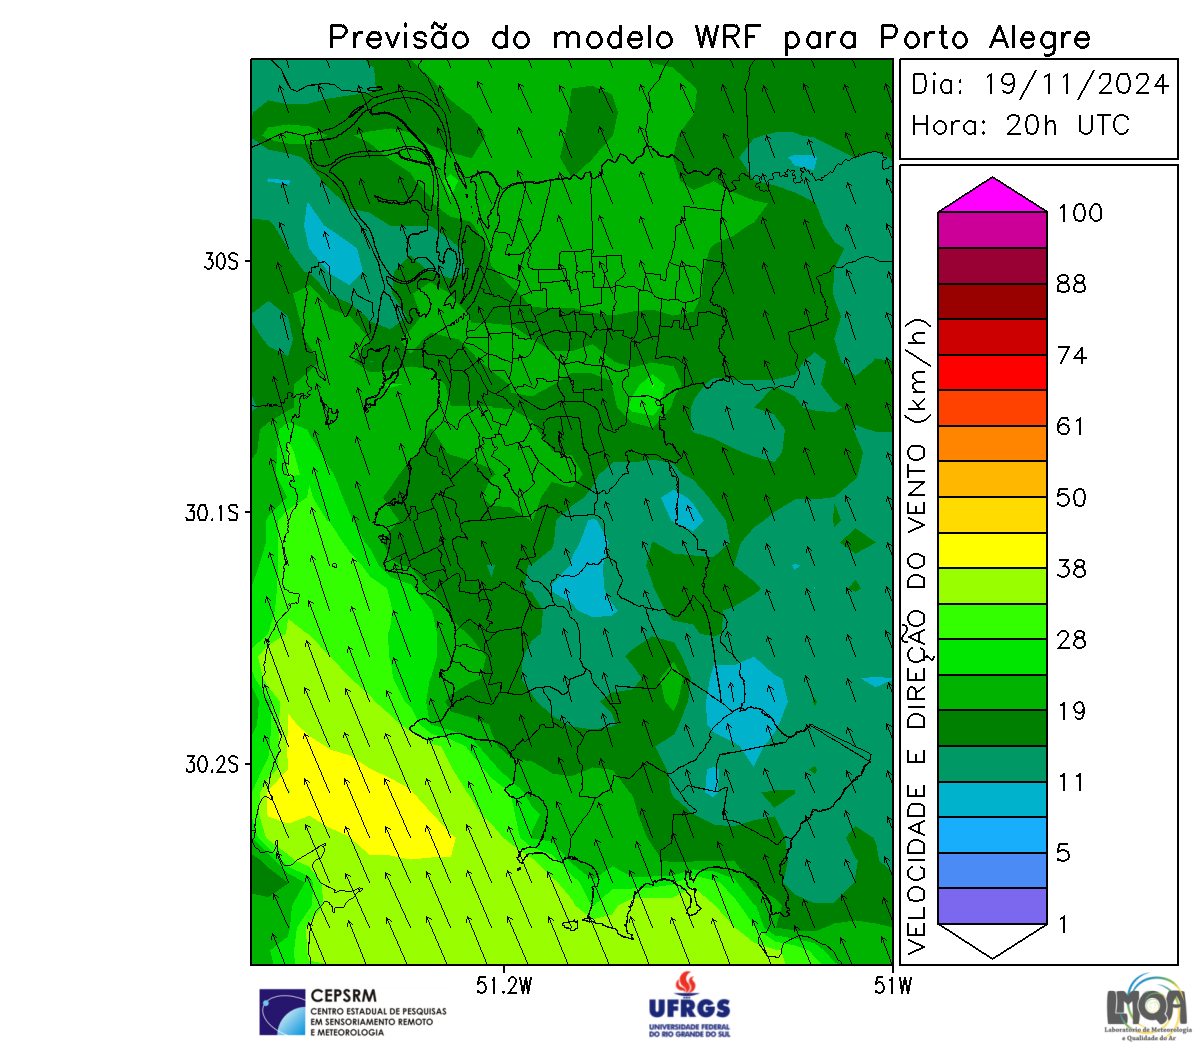 Previsão do modelo WRF para Porto Alegre
Dia: 19/11/2024
Hora: 20h UTC
100
88
74
61
50
38
28
19
11
5
1
VELOCIDADE E DIREÇÃO DO VENTO (km/h)
30S
30.1S
30.2S
51.2W
51W
CEPSRM
CENTRO ESTADUAL DE PESQUISAS
EM SENSORIAMENTO REMOTO
E METEOROLOGIA
UFRGS
UNIVERSIDADE FEDERAL
DO RIO GRANDE DO SUL
LMQA
Laboratório de Meteorologia
e Qualidade do Ar